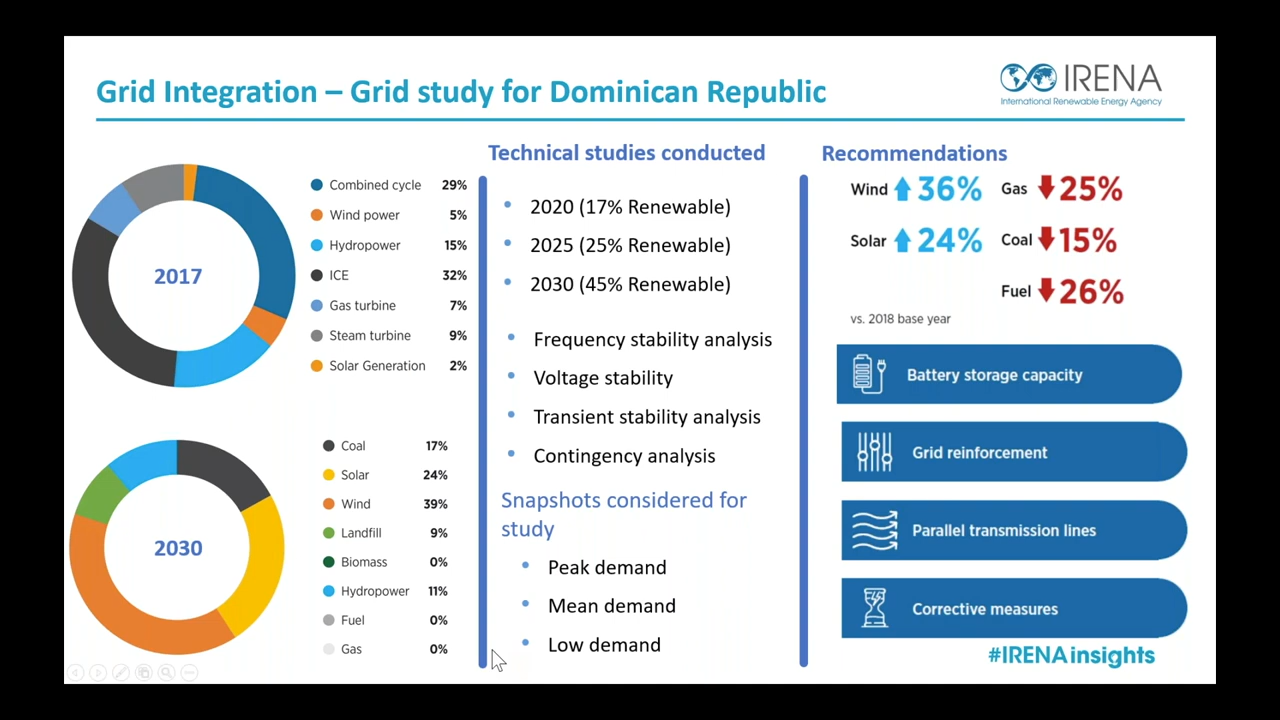 Grid Integration – Grid study for Dominican Republic
IRENA
International Renewable Energy Agency
2017
Combined cycle 29%
Wind power 5%
Hydropower 15%
ICE 32%
Gas turbine 7%
Steam turbine 9%
Solar Generation 2%
2030
Coal 17%
Solar 24%
Wind 39%
Landfill 9%
Biomass 0%
Hydropower 11%
Fuel 0%
Gas 0%
Technical studies conducted
• 2020 (17% Renewable)
• 2025 (25% Renewable)
• 2030 (45% Renewable)
• Frequency stability analysis
• Voltage stability
• Transient stability analysis
• Contingency analysis
Snapshots considered for
study
• Peak demand
• Mean demand
• Low demand
Recommendations
Wind 36% Gas 25%
Solar 24% Coal 15%
Fuel 26%
vs. 2018 base year
Battery storage capacity
Grid reinforcement
Parallel transmission lines
Corrective measures
#IRENAinsights